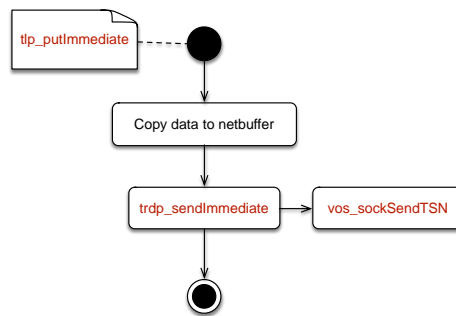 tlp_putImmediate
Copy data to netbuffer
trdp_sendImmediate
vos_sockSendTSN